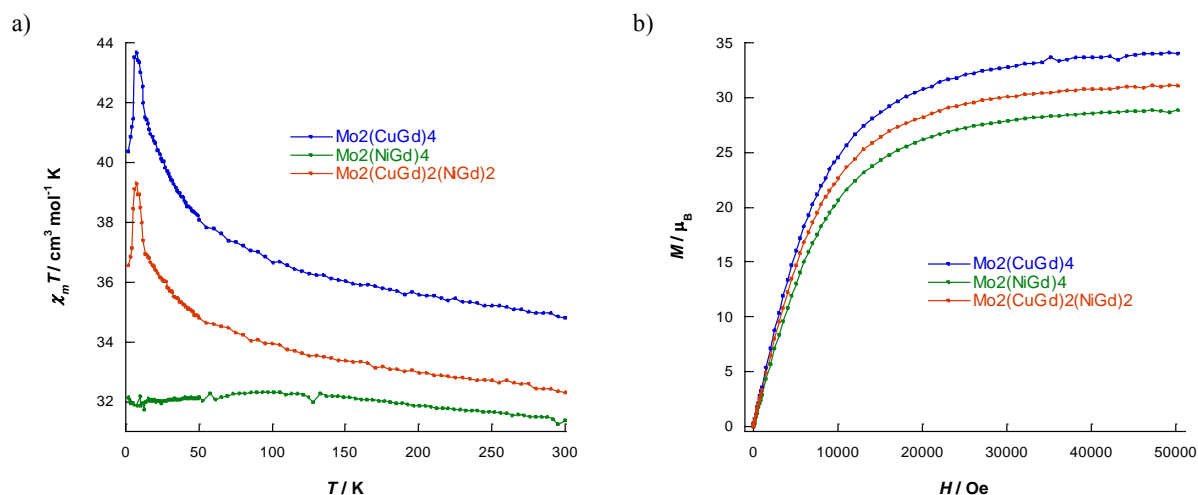 a)
44
42
40
38
36
34
32
0
50
100
150
200
250
300
χm T / cm³ mol⁻¹ K
T / K
Mo2(CuGd)4
Mo2(NiGd)4
Mo2(CuGd)2(NiGd)2
b)
35
30
25
20
15
10
5
0
0
10000
20000
30000
40000
50000
M / μB
H / Oe
Mo2(CuGd)4
Mo2(NiGd)4
Mo2(CuGd)2(NiGd)2